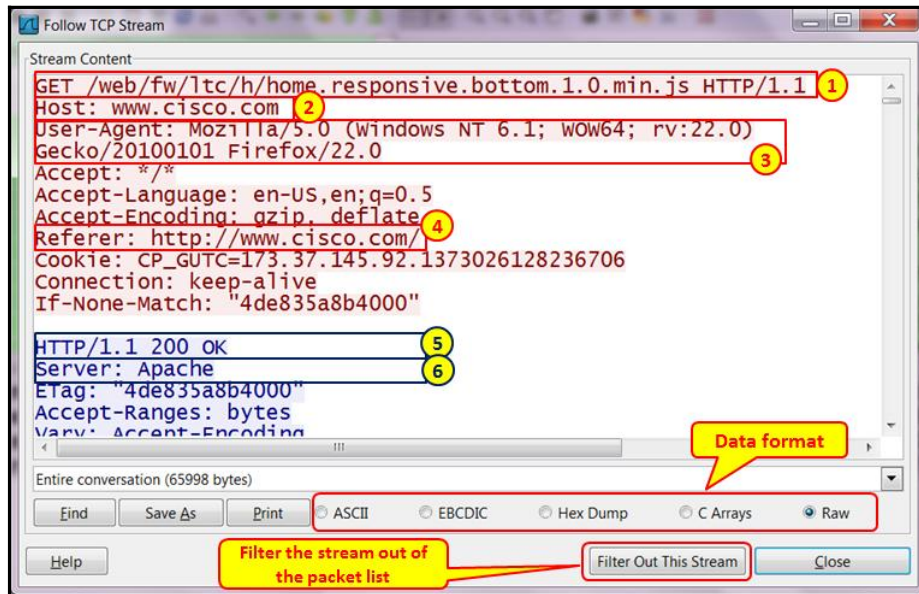 Follow TCP Stream
Stream Content
GET /web/fw/ltc/h/home.responsive.bottom.1.0.min.js HTTP/1.1
1
Host: www.cisco.com
2
User-Agent: Mozilla/5.0 (Windows NT 6.1; WOW64; rv:22.0)
Gecko/20100101 Firefox/22.0
3
Accept: */*
Accept-Language: en-US,en;q=0.5
Accept-Encoding: gzip, deflate
4
Referer: http://www.cisco.com/
Cookie: CP_GUTC=173.37.145.92.1373026128236706
Connection: keep-alive
If-None-Match: "4de835a8b4000"
HTTP/1.1 200 OK
5
Server: Apache
6
ETag: "4de835a8b4000"
Accept-Ranges: bytes
Vary: Accept-Encoding
Data format
Entire conversation (65998 bytes)
Find Save As Print ASCII EBCDIC Hex Dump C Arrays Raw
Help
Filter the stream out of
the packet list
Filter Out This Stream
Close